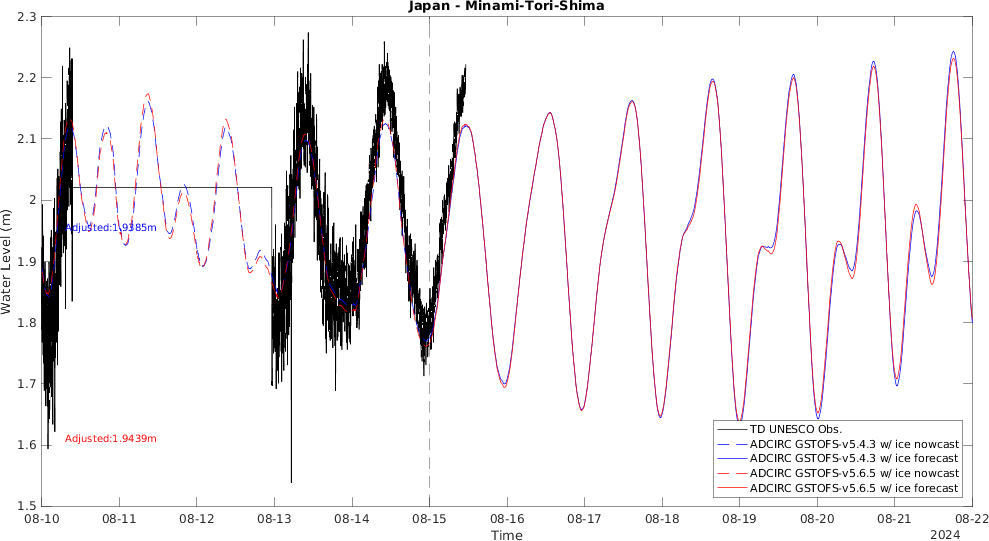 Japan - Minami-Tori-Shima
2.3
2.2
2.1
2
1.9
1.8
1.7
1.6
1.5
Water Level (m)
Adjusted:1.9385m
Adjusted:1.9439m
TD UNESCO Obs.
ADCIRC GSTOFS-v5.4.3 w/ ice nowcast
ADCIRC GSTOFS-v5.4.3 w/ ice forecast
ADCIRC GSTOFS-v5.6.5 w/ ice nowcast
ADCIRC GSTOFS-v5.6.5 w/ ice forecast
08-10 08-11 08-12 08-13 08-14 08-15 08-16 08-17 08-18 08-19 08-20 08-21 08-22
Time
2024